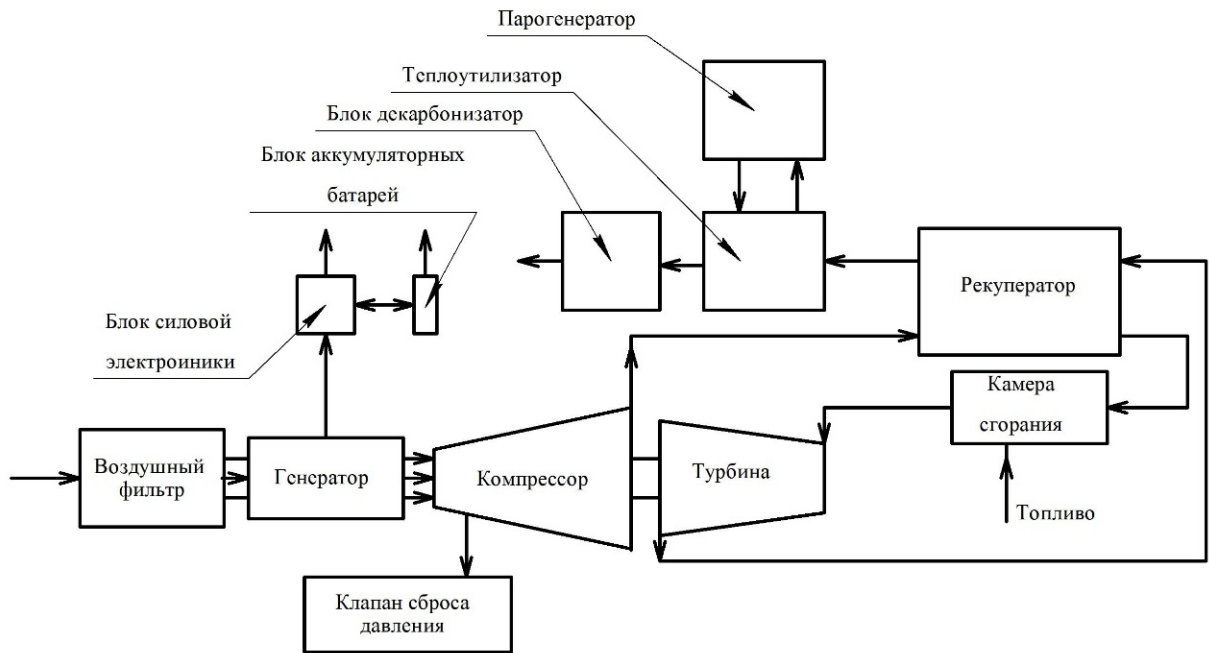 Парогенератор
Теплоутилизатор
Блок декарбонизатор
Блок аккумуляторных
батарей
Рекуператор
Блок силовой
электроиники
Камера
сгорания
Воздушный
фильтр
Генератор
Компрессор
Турбина
Топливо
Клапан сброса
давления